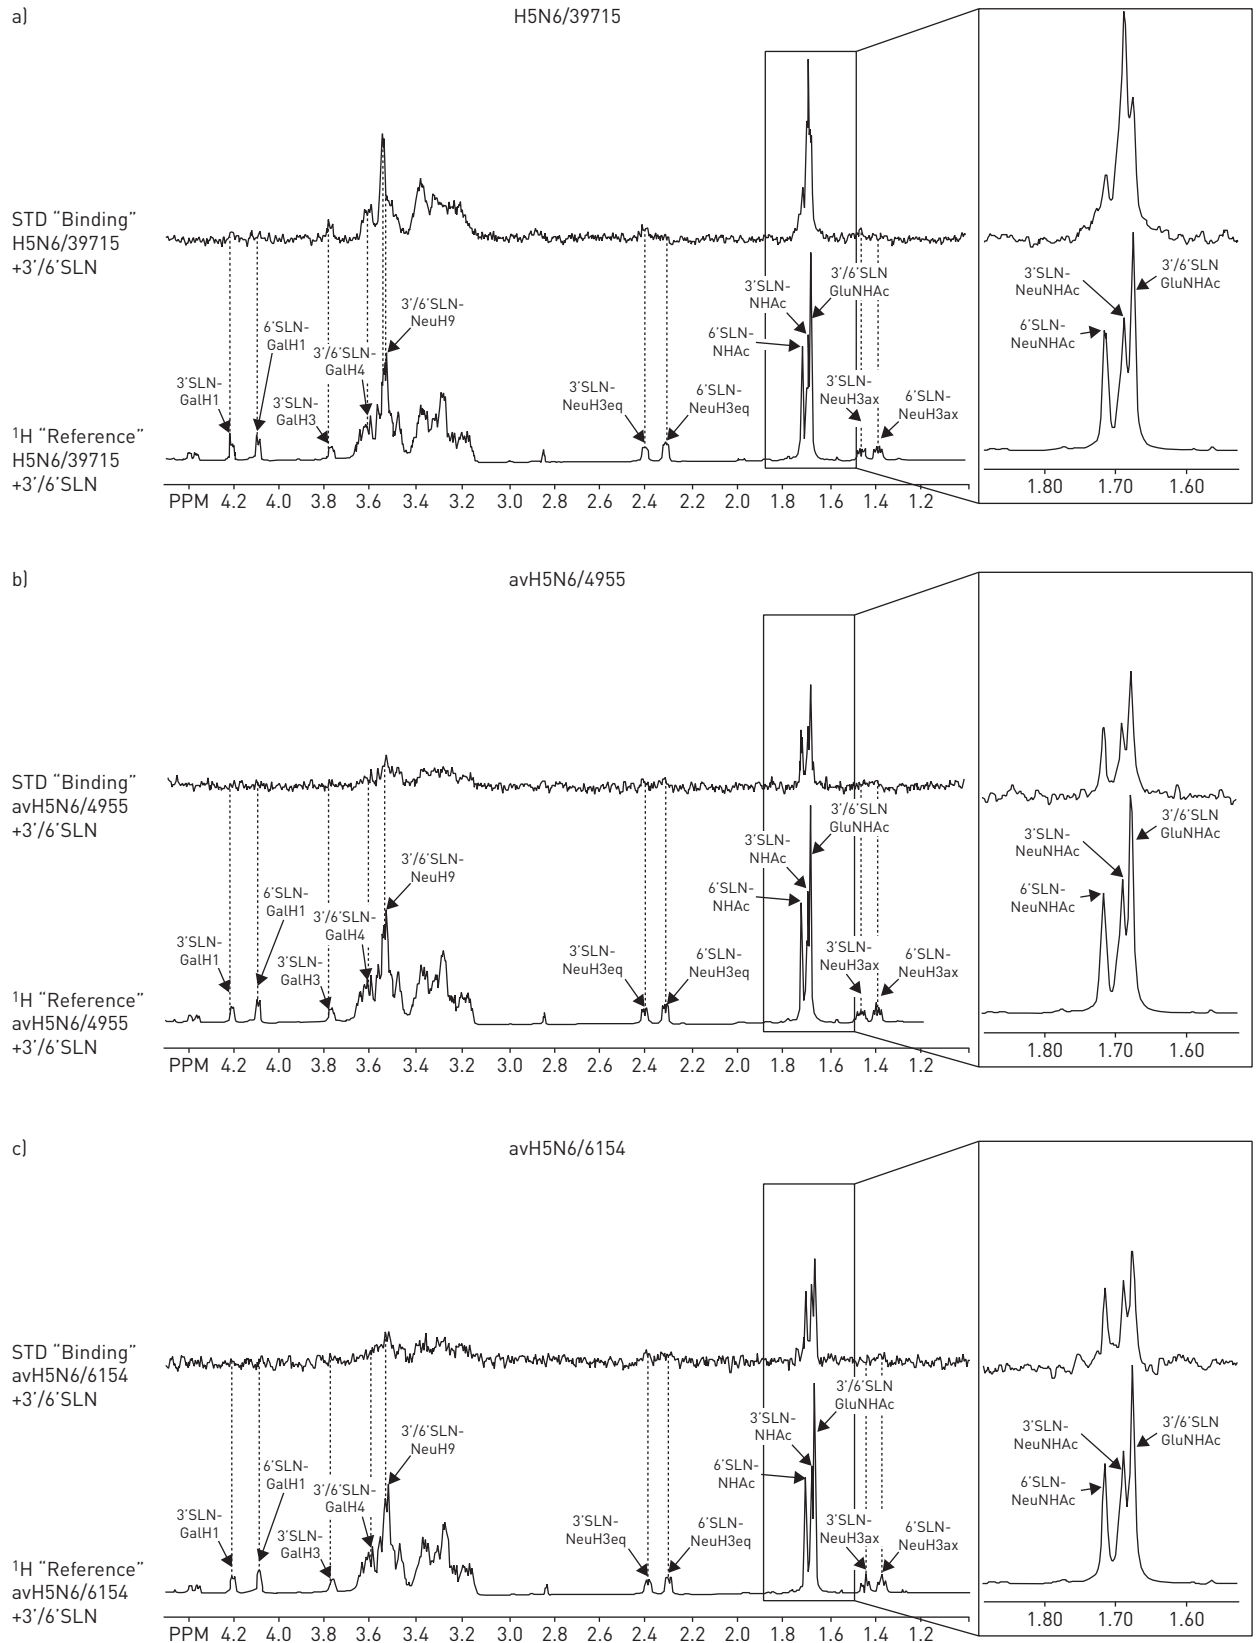 a)
H5N6/39715
STD “Binding”
H5N6/39715
+3′/6′SLN
3′/6′SLN-
NeuH9
6′SLN-
GalH1
3′/6′SLN-
GalH4
3′SLN-
GalH1
3′SLN-
GalH3
3′SLN-
NeuH3eq
6′SLN-
NeuH3eq
3′SLN-
NHAc
3′/6′SLN
GluNHAc
6′SLN-
NHAc
3′SLN-
NeuH3ax
6′SLN-
NeuH3ax
1H “Reference”
H5N6/39715
+3′/6′SLN
PPM 4.2 4.0 3.8 3.6 3.4 3.2 3.0 2.8 2.6 2.4 2.2 2.0 1.8 1.6 1.4 1.2
3′SLN-
NeuNHAc
3′/6′SLN
GluNHAc
6′SLN-
NeuNHAc
1.80 1.70 1.60
b)
avH5N6/4955
STD “Binding”
avH5N6/4955
+3′/6′SLN
3′/6′SLN-
NeuH9
6′SLN-
GalH1
3′/6′SLN-
GalH4
3′SLN-
GalH1
3′SLN-
GalH3
3′SLN-
NeuH3eq
6′SLN-
NeuH3eq
3′SLN-
NHAc
3′/6′SLN
GluNHAc
6′SLN-
NHAc
3′SLN-
NeuH3ax
6′SLN-
NeuH3ax
1H “Reference”
avH5N6/4955
+3′/6′SLN
PPM 4.2 4.0 3.8 3.6 3.4 3.2 3.0 2.8 2.6 2.4 2.2 2.0 1.8 1.6 1.4 1.2
3′SLN-
NeuNHAc
3′/6′SLN
GluNHAc
6′SLN-
NeuNHAc
1.80 1.70 1.60
c)
avH5N6/6154
STD “Binding”
avH5N6/6154
+3′/6′SLN
3′/6′SLN-
NeuH9
6′SLN-
GalH1
3′/6′SLN-
GalH4
3′SLN-
GalH1
3′SLN-
GalH3
3′SLN-
NeuH3eq
6′SLN-
NeuH3eq
3′SLN-
NHAc
3′/6′SLN
GluNHAc
6′SLN-
NHAc
3′SLN-
NeuH3ax
6′SLN-
NeuH3ax
1H “Reference”
avH5N6/6154
+3′/6′SLN
PPM 4.2 4.0 3.8 3.6 3.4 3.2 3.0 2.8 2.6 2.4 2.2 2.0 1.8 1.6 1.4 1.2
3′SLN-
NeuNHAc
3′/6′SLN
GluNHAc
6′SLN-
NeuNHAc
1.80 1.70 1.60